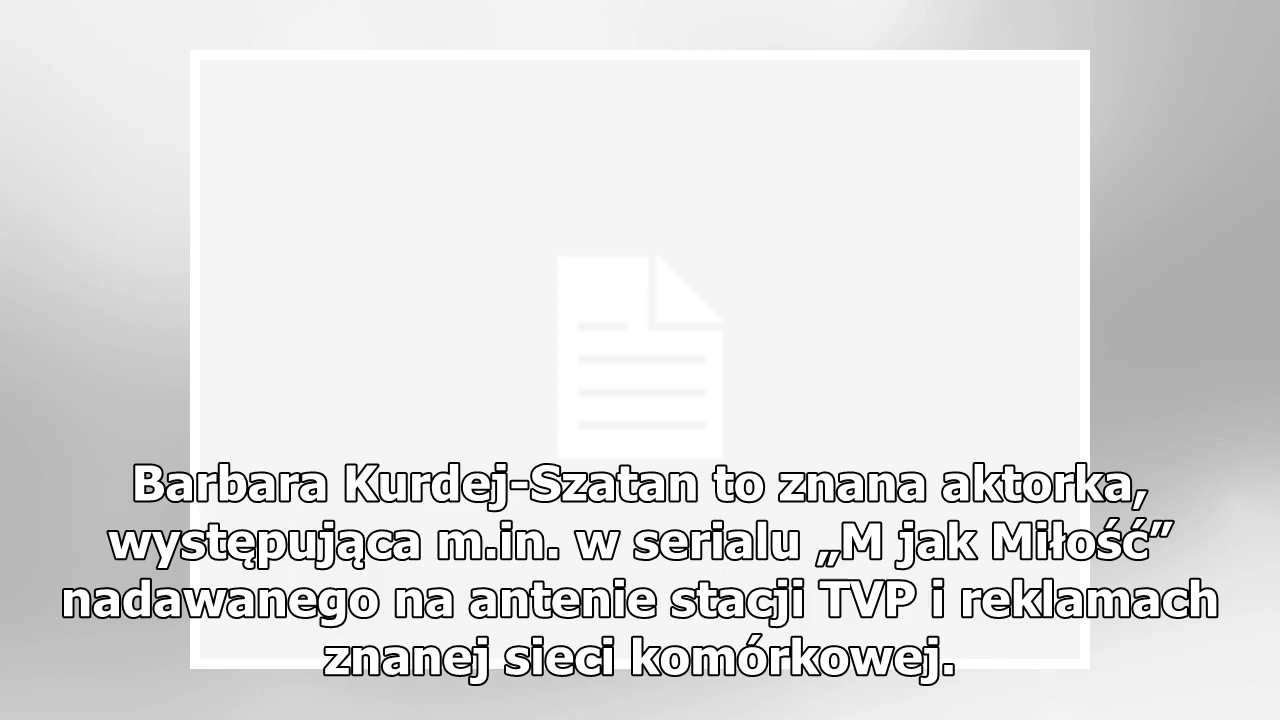 Barbara Kurdej-Szatan to znana aktorka,
występująca m.in. w serialu „M jak Miłość”
nadawanego na antenie stacji TVP i reklamach
znanej sieci komórkowej.